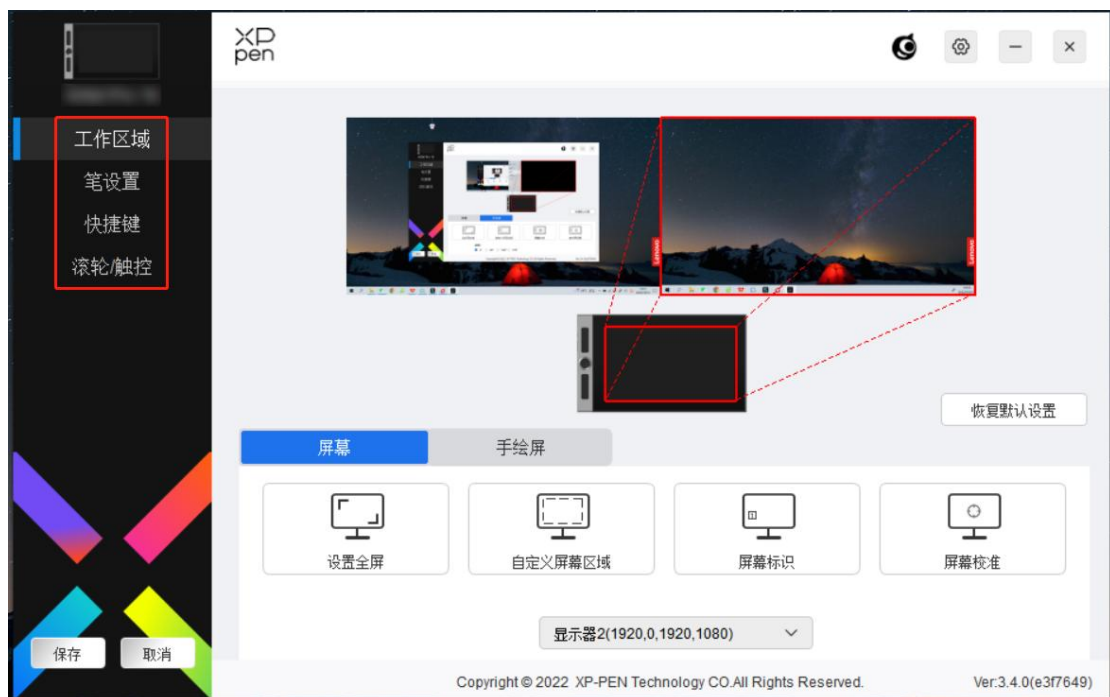 XP
pen
工作区域
笔设置
快捷键
滚轮/触控
Lenovo
Lenovo
恢复默认设置
屏幕
手绘屏
设置全屏
自定义屏幕区域
屏幕标识
屏幕校准
显示器2(1920,0,1920,1080)
保存
取消
Copyright © 2022 XP-PEN Technology CO.All Rights Reserved.
Ver:3.4.0(e3f7649)